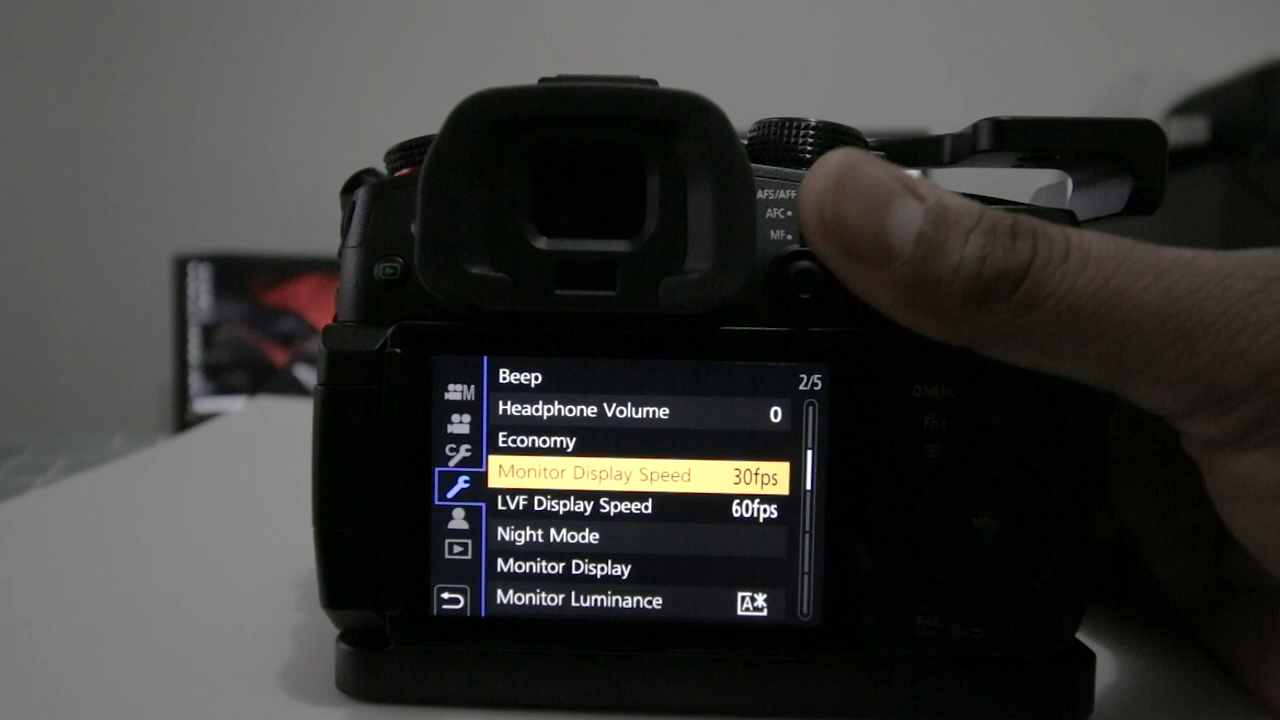 AFS/AFF
AFC
MF
Beep
2/5
Headphone Volume 0
Economy
Monitor Display Speed 30fps
LVF Display Speed 60fps
Night Mode
Monitor Display
Monitor Luminance A*
M
C
Q.MENU